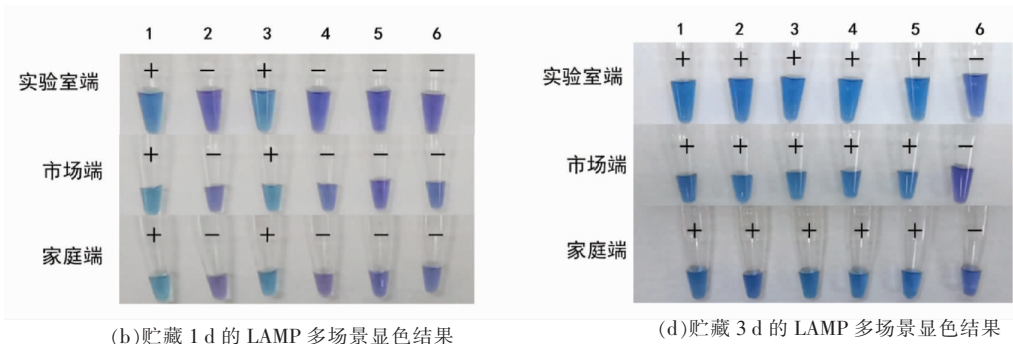 1 2 3 4 5 6
实验室端 + − + − − −
市场端 + − + − − −
家庭端 + − + − − −
(b)贮藏 1 d 的 LAMP 多场景显色结果
1 2 3 4 5 6
实验室端 + + + + + −
市场端 + + + + + −
家庭端 + + + + + −
(d)贮藏 3 d 的 LAMP 多场景显色结果